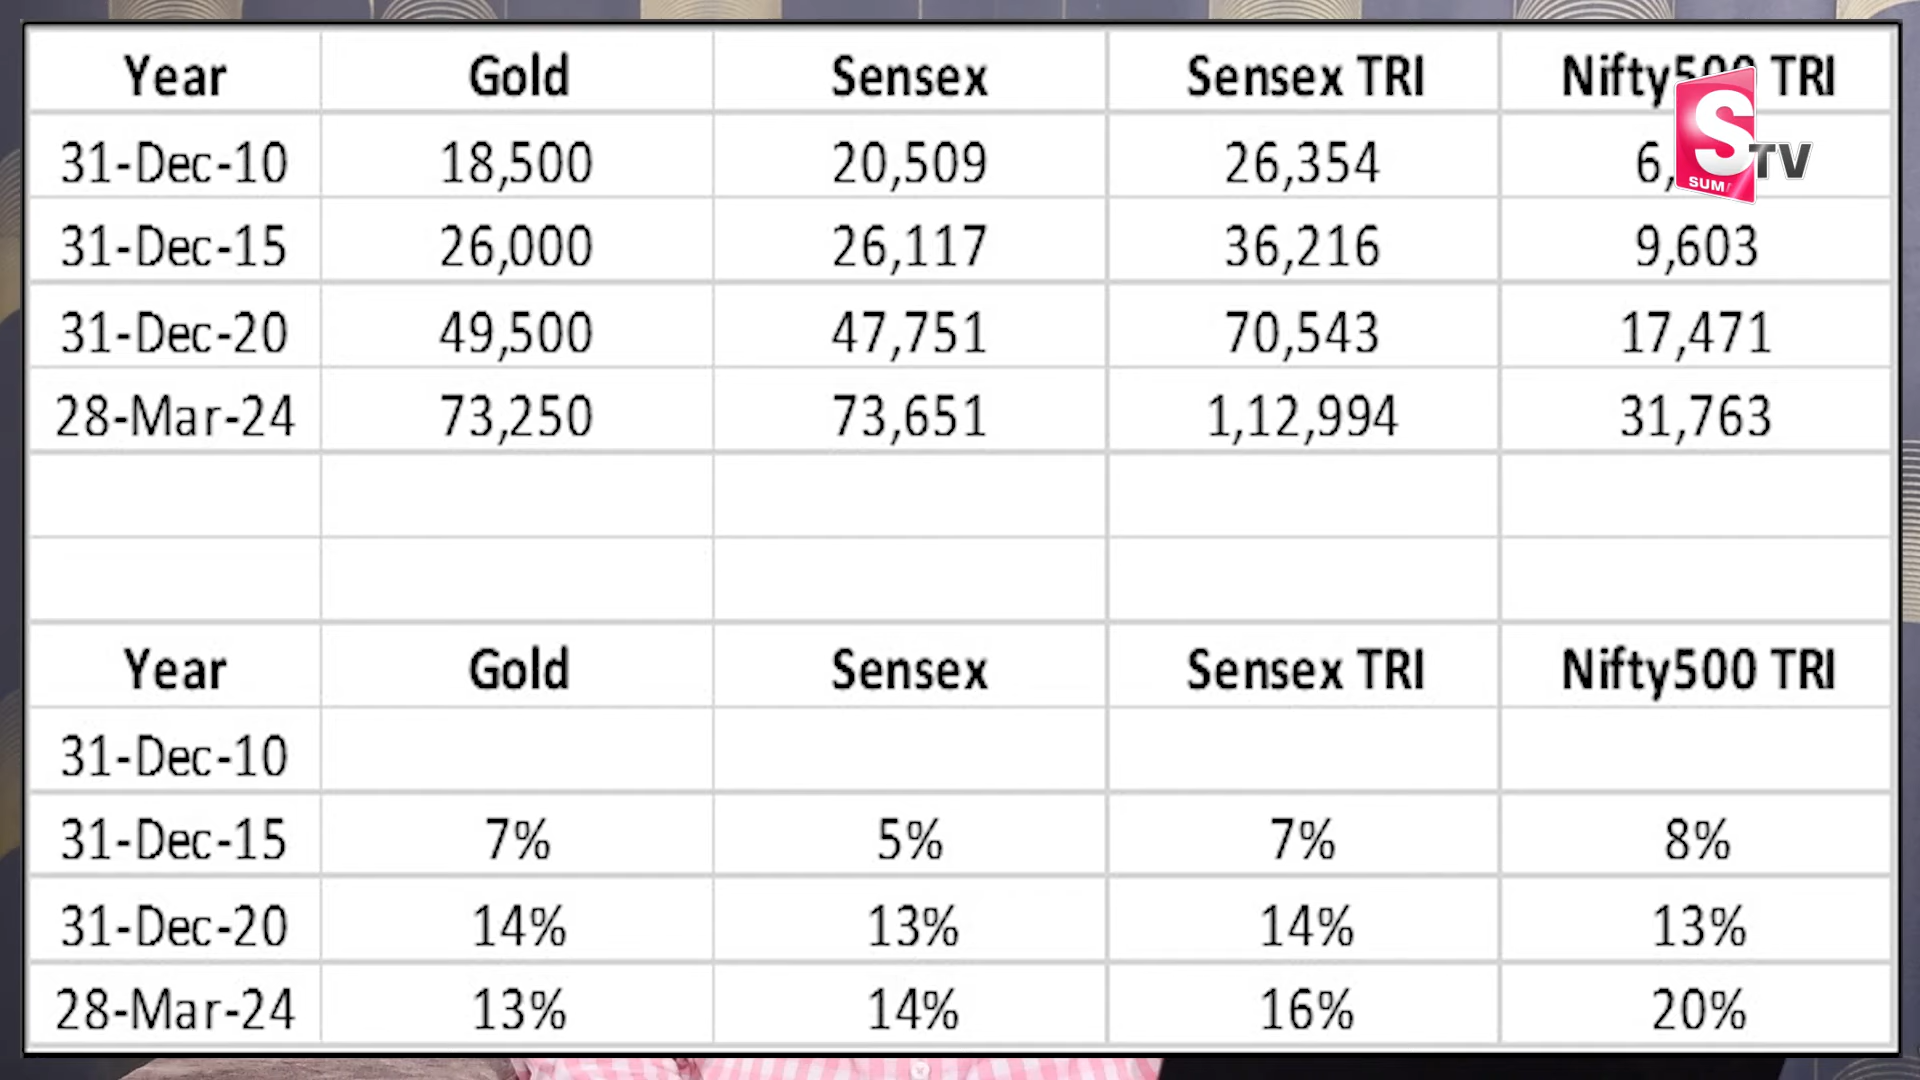 Year Gold Sensex Sensex TRI Nifty500 TRI
31-Dec-10 18,500 20,509 26,354 6,
31-Dec-15 26,000 26,117 36,216 9,603
31-Dec-20 49,500 47,751 70,543 17,471
28-Mar-24 73,250 73,651 1,12,994 31,763
Year Gold Sensex Sensex TRI Nifty500 TRI
31-Dec-10
31-Dec-15 7% 5% 7% 8%
31-Dec-20 14% 13% 14% 13%
28-Mar-24 13% 14% 16% 20%
S TV
SUM